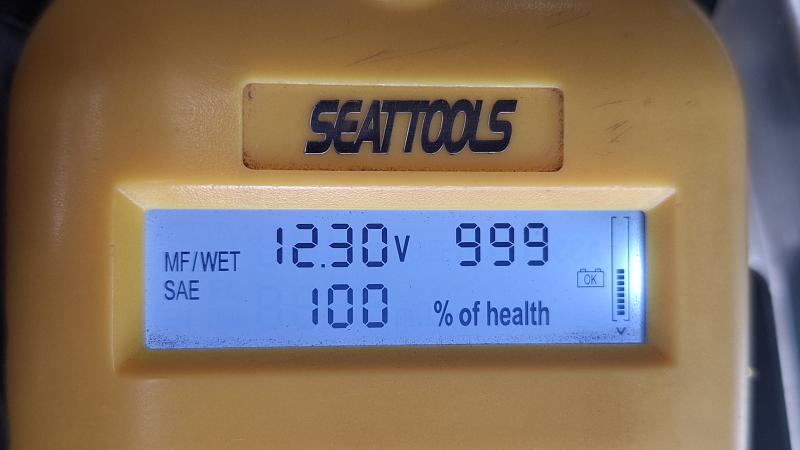 SEATTOOLS
MF/WET 12.30V 999
OK
SAE 100 % of health
V